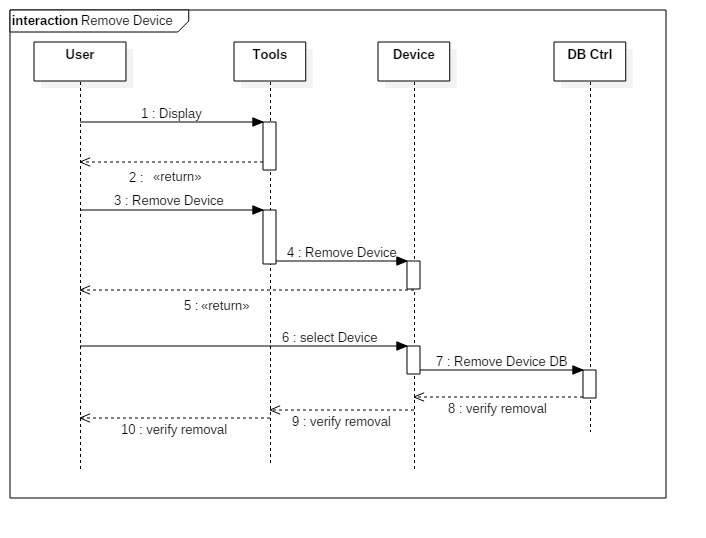 interaction Remove Device
User
Tools
Device
DB Ctrl
1 : Display
2 : «return»
3 : Remove Device
4 : Remove Device
5 : «return»
6 : select Device
7 : Remove Device DB
8 : verify removal
9 : verify removal
10 : verify removal